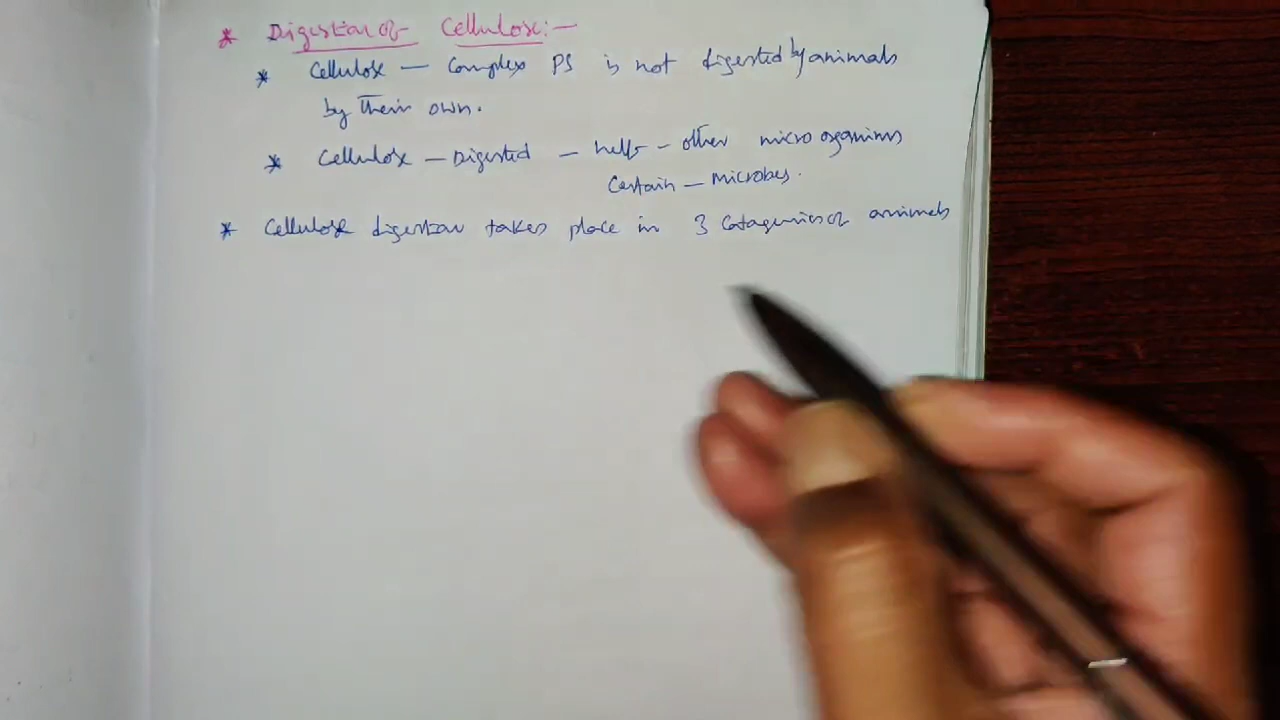 * Digestion of Cellulose:-
* Cellulose - Complex PS is not digested by animals
by their own.
* Cellulose - Digested - help - other micro organisms
Certain - Microbes.
* Cellulose digestion takes place in 3 Catagories of animals